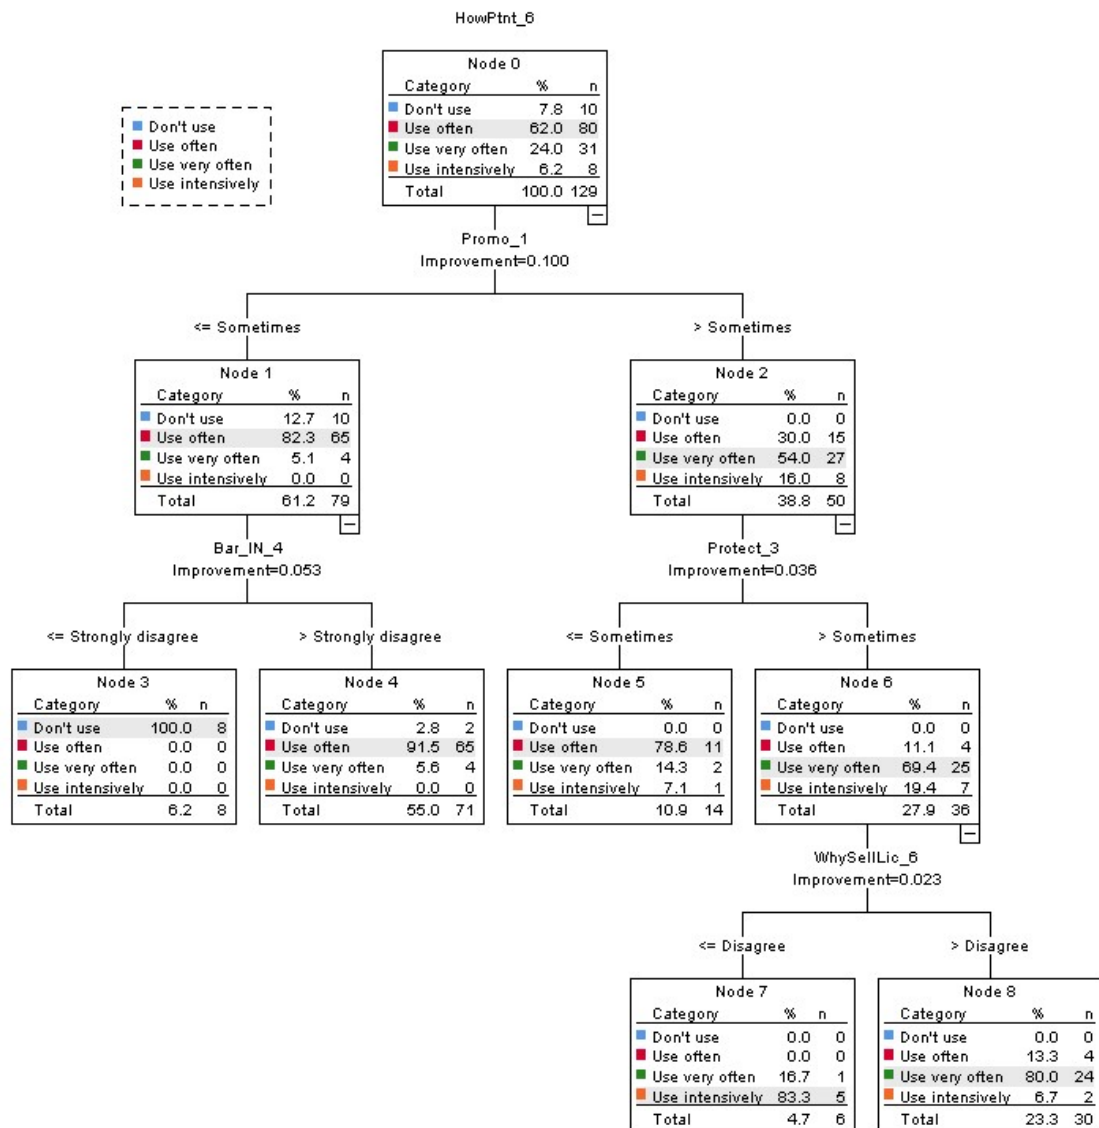 HowPtnt_6
Don't use
Use often
Use very often
Use intensively
Node 0
Category % n
Don't use 7.8 10
Use often 62.0 80
Use very often 24.0 31
Use intensively 6.2 8
Total 100.0 129
Promo_1
Improvement=0.100
<= Sometimes
> Sometimes
Node 1
Category % n
Don't use 12.7 10
Use often 82.3 65
Use very often 5.1 4
Use intensively 0.0 0
Total 61.2 79
Node 2
Category % n
Don't use 0.0 0
Use often 30.0 15
Use very often 54.0 27
Use intensively 16.0 8
Total 38.8 50
Bar_IN_4
Improvement=0.053
Protect_3
Improvement=0.036
<= Strongly disagree
> Strongly disagree
<= Sometimes
> Sometimes
Node 3
Category % n
Don't use 100.0 8
Use often 0.0 0
Use very often 0.0 0
Use intensively 0.0 0
Total 6.2 8
Node 4
Category % n
Don't use 2.8 2
Use often 91.5 65
Use very often 5.6 4
Use intensively 0.0 0
Total 55.0 71
Node 5
Category % n
Don't use 0.0 0
Use often 78.6 11
Use very often 14.3 2
Use intensively 7.1 1
Total 10.9 14
Node 6
Category % n
Don't use 0.0 0
Use often 11.1 4
Use very often 69.4 25
Use intensively 19.4 7
Total 27.9 36
WhySellLic_6
Improvement=0.023
<= Disagree
> Disagree
Node 7
Category % n
Don't use 0.0 0
Use often 0.0 0
Use very often 16.7 1
Use intensively 83.3 5
Total 4.7 6
Node 8
Category % n
Don't use 0.0 0
Use often 13.3 4
Use very often 80.0 24
Use intensively 6.7 2
Total 23.3 30